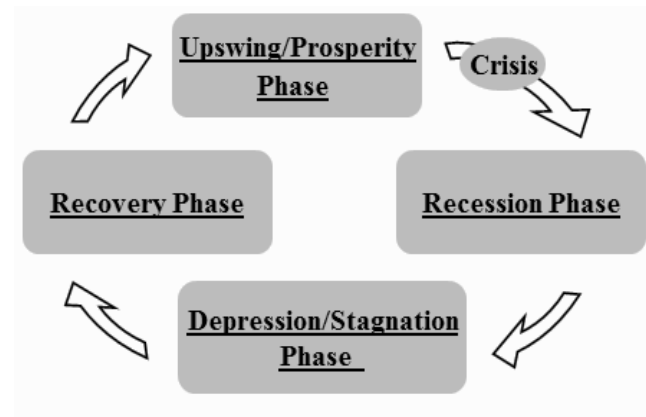 Upswing/Prosperity
Phase
Crisis
Recovery Phase
Recession Phase
Depression/Stagnation
Phase